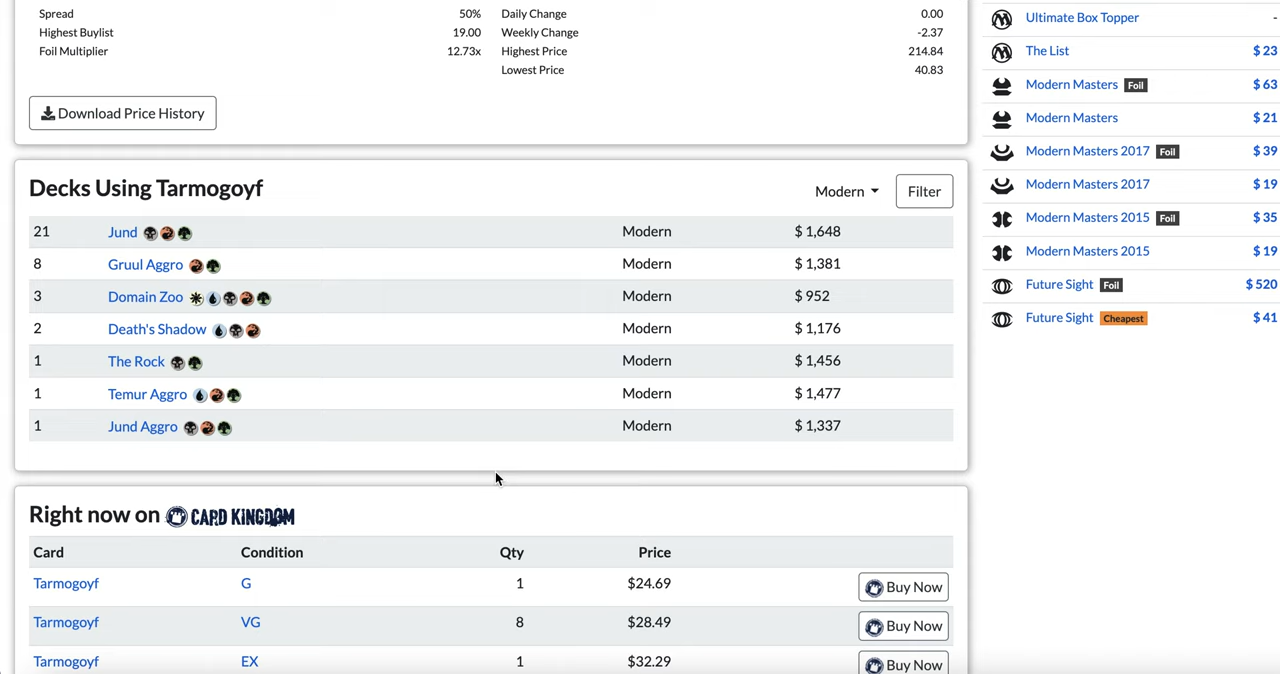 Spread 50% Daily Change 0.00
Highest Buylist 19.00 Weekly Change -2.37
Foil Multiplier 12.73x Highest Price 214.84
Lowest Price 40.83
Download Price History
Decks Using Tarmogoyf Modern Filter
21 Jund Modern $ 1,648
8 Gruul Aggro Modern $ 1,381
3 Domain Zoo Modern $ 952
2 Death's Shadow Modern $ 1,176
1 The Rock Modern $ 1,456
1 Temur Aggro Modern $ 1,477
1 Jund Aggro Modern $ 1,337
Right now on CARD KINGDOM
Card Condition Qty Price
Tarmogoyf G 1 $24.69 Buy Now
Tarmogoyf VG 8 $28.49 Buy Now
Tarmogoyf EX 1 $32.29 Buy Now
Ultimate Box Topper -
The List $ 23
Modern Masters Foil $ 63
Modern Masters $ 21
Modern Masters 2017 Foil $ 39
Modern Masters 2017 $ 19
Modern Masters 2015 Foil $ 35
Modern Masters 2015 $ 19
Future Sight Foil $ 520
Future Sight Cheapest $ 41